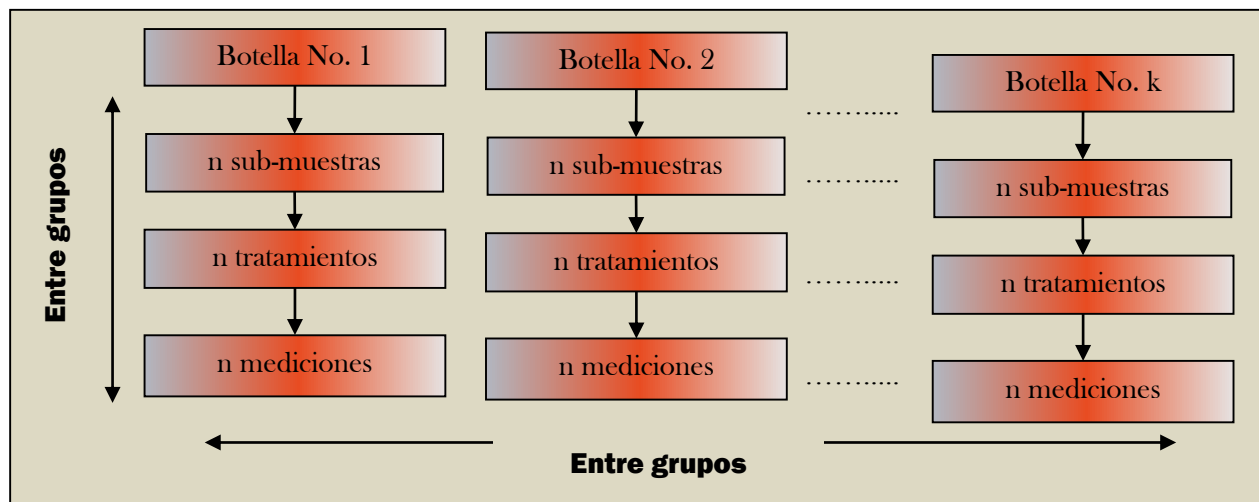 Botella No. 1
Botella No. 2
Botella No. k
……......
n sub-muestras
n sub-muestras
n sub-muestras
……......
n tratamientos
n tratamientos
n tratamientos
……......
n mediciones
n mediciones
n mediciones
……......
Entre grupos
Entre grupos